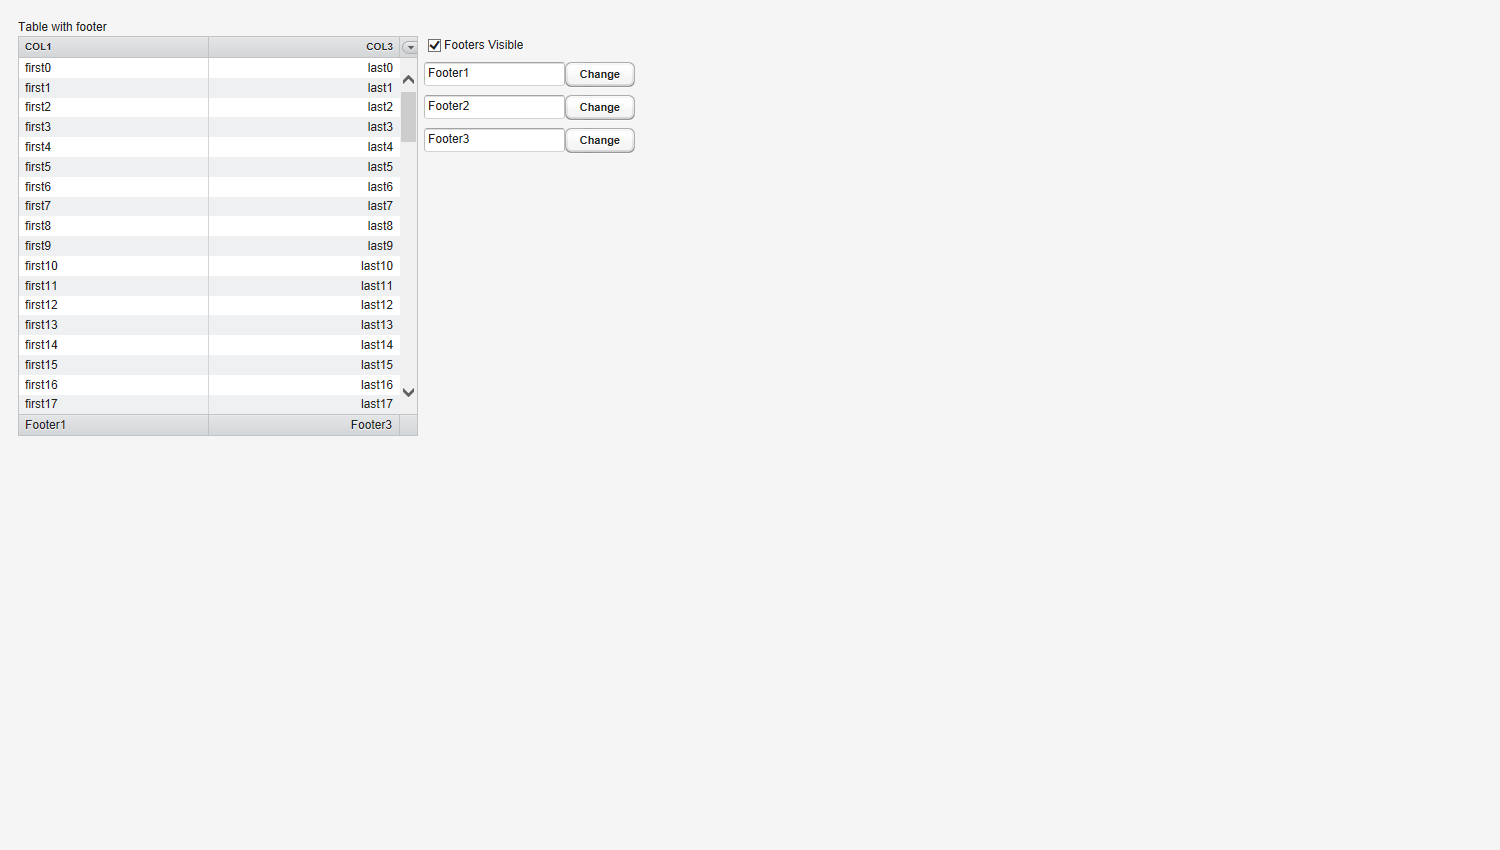 Table with footer
COL1 COL3
Footers Visible
first0 last0
Footer1 Change
first1 last1
first2 last2
Footer2 Change
first3 last3
Footer3 Change
first4 last4
first5 last5
first6 last6
first7 last7
first8 last8
first9 last9
first10 last10
first11 last11
first12 last12
first13 last13
first14 last14
first15 last15
first16 last16
first17 last17
Footer1 Footer3